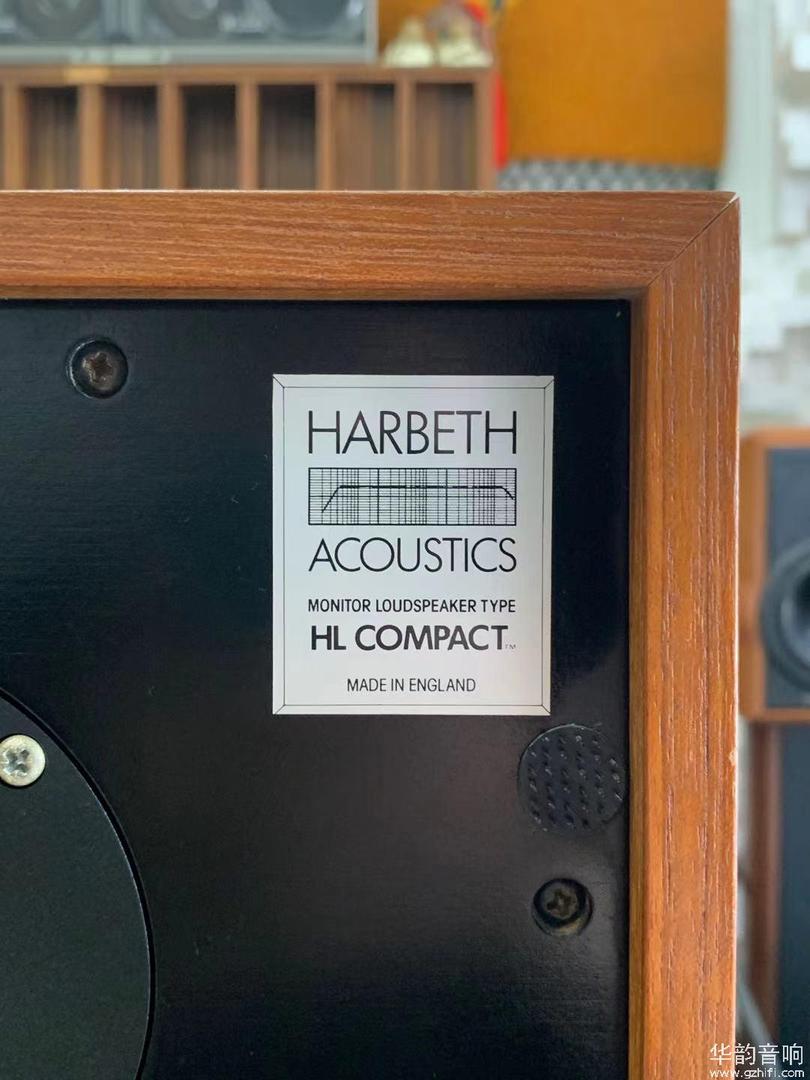 HARBETH
ACOUSTICS
MONITOR LOUDSPEAKER TYPE
HL COMPACT™
MADE IN ENGLAND
华韵音响
www.gzhifi.com